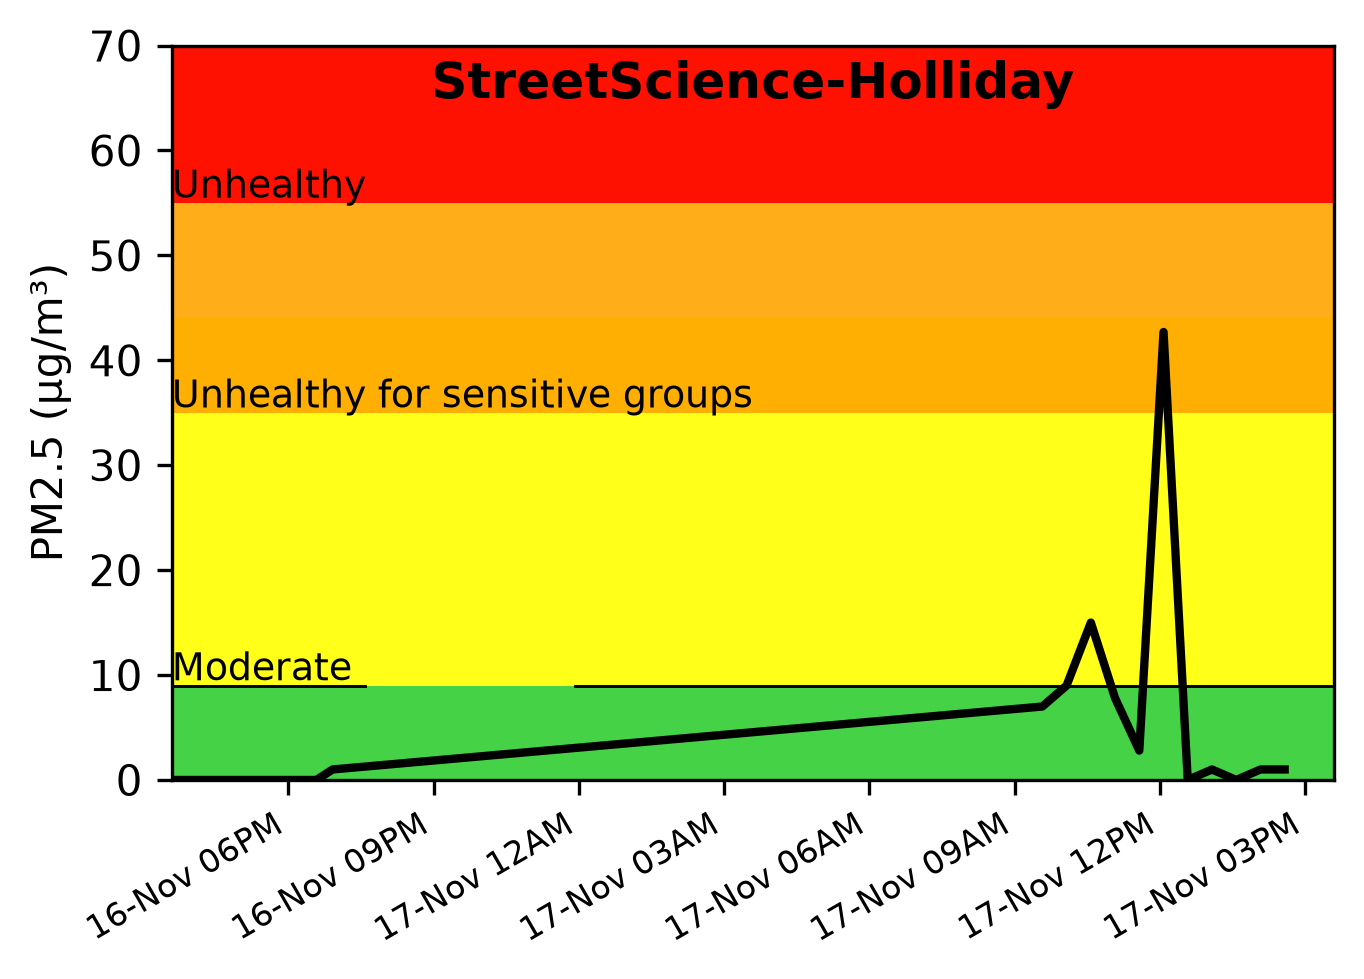 StreetScience-Holliday
70
60
50
40
30
20
10
0
PM2.5 (µg/m³)
Unhealthy
Unhealthy for sensitive groups
Moderate
16-Nov 06PM
16-Nov 09PM
17-Nov 12AM
17-Nov 03AM
17-Nov 06AM
17-Nov 09AM
17-Nov 12PM
17-Nov 03PM